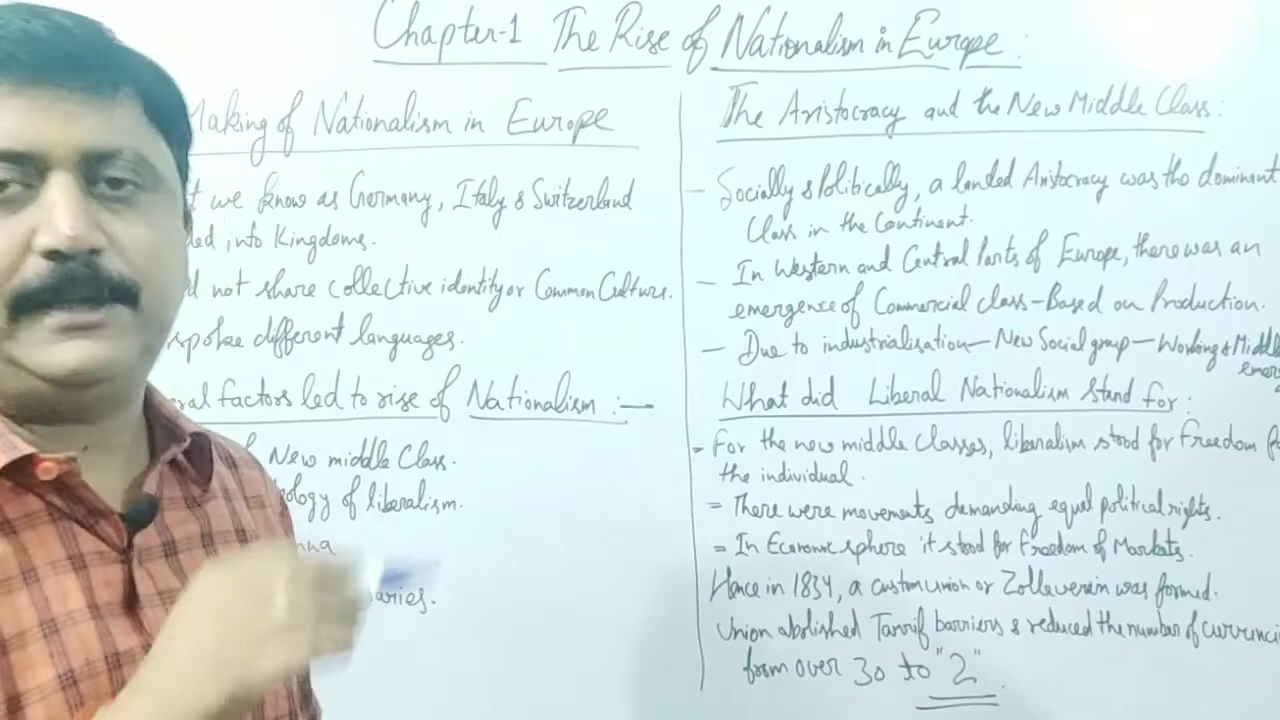 Chapter-1 The Rise of Nationalism in Europe:
Making of Nationalism in Europe
we know as Germany, Italy & Switzerland
into Kingdoms.
not share collective identity or Common Culture.
spoke different languages.
factors led to rise of Nationalism :—
New middle Class.
of liberalism.
The Aristocracy and the New Middle Class:
- Socially & Politically, a landed Aristocracy was the dominant
Class in the Continent.
- In Western and Central Parts of Europe, there was an
emergence of Commercial class-Based on Production.
- Due to industrialisation- New Social group - Working & Middle
What did Liberal Nationalism Stand for:
= For the new middle Classes, liberalism stood for Freedom
the individual.
= There were movements demanding equal political rights.
= In Economic sphere it stood for Freedom of Markets.
Hence in 1834, a custom union or Zolleverein was formed.
Union abolished Tarrif barriers & reduced the number of
from over 30 to "2".